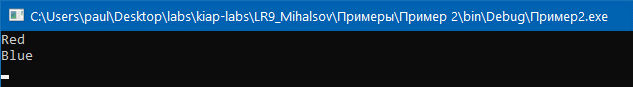 C:\Users\paul\Desktop\labs\kiap-labs\LR9_Mihalsov\Примеры\Пример 2\bin\Debug\Пример2.exe
Red
Blue